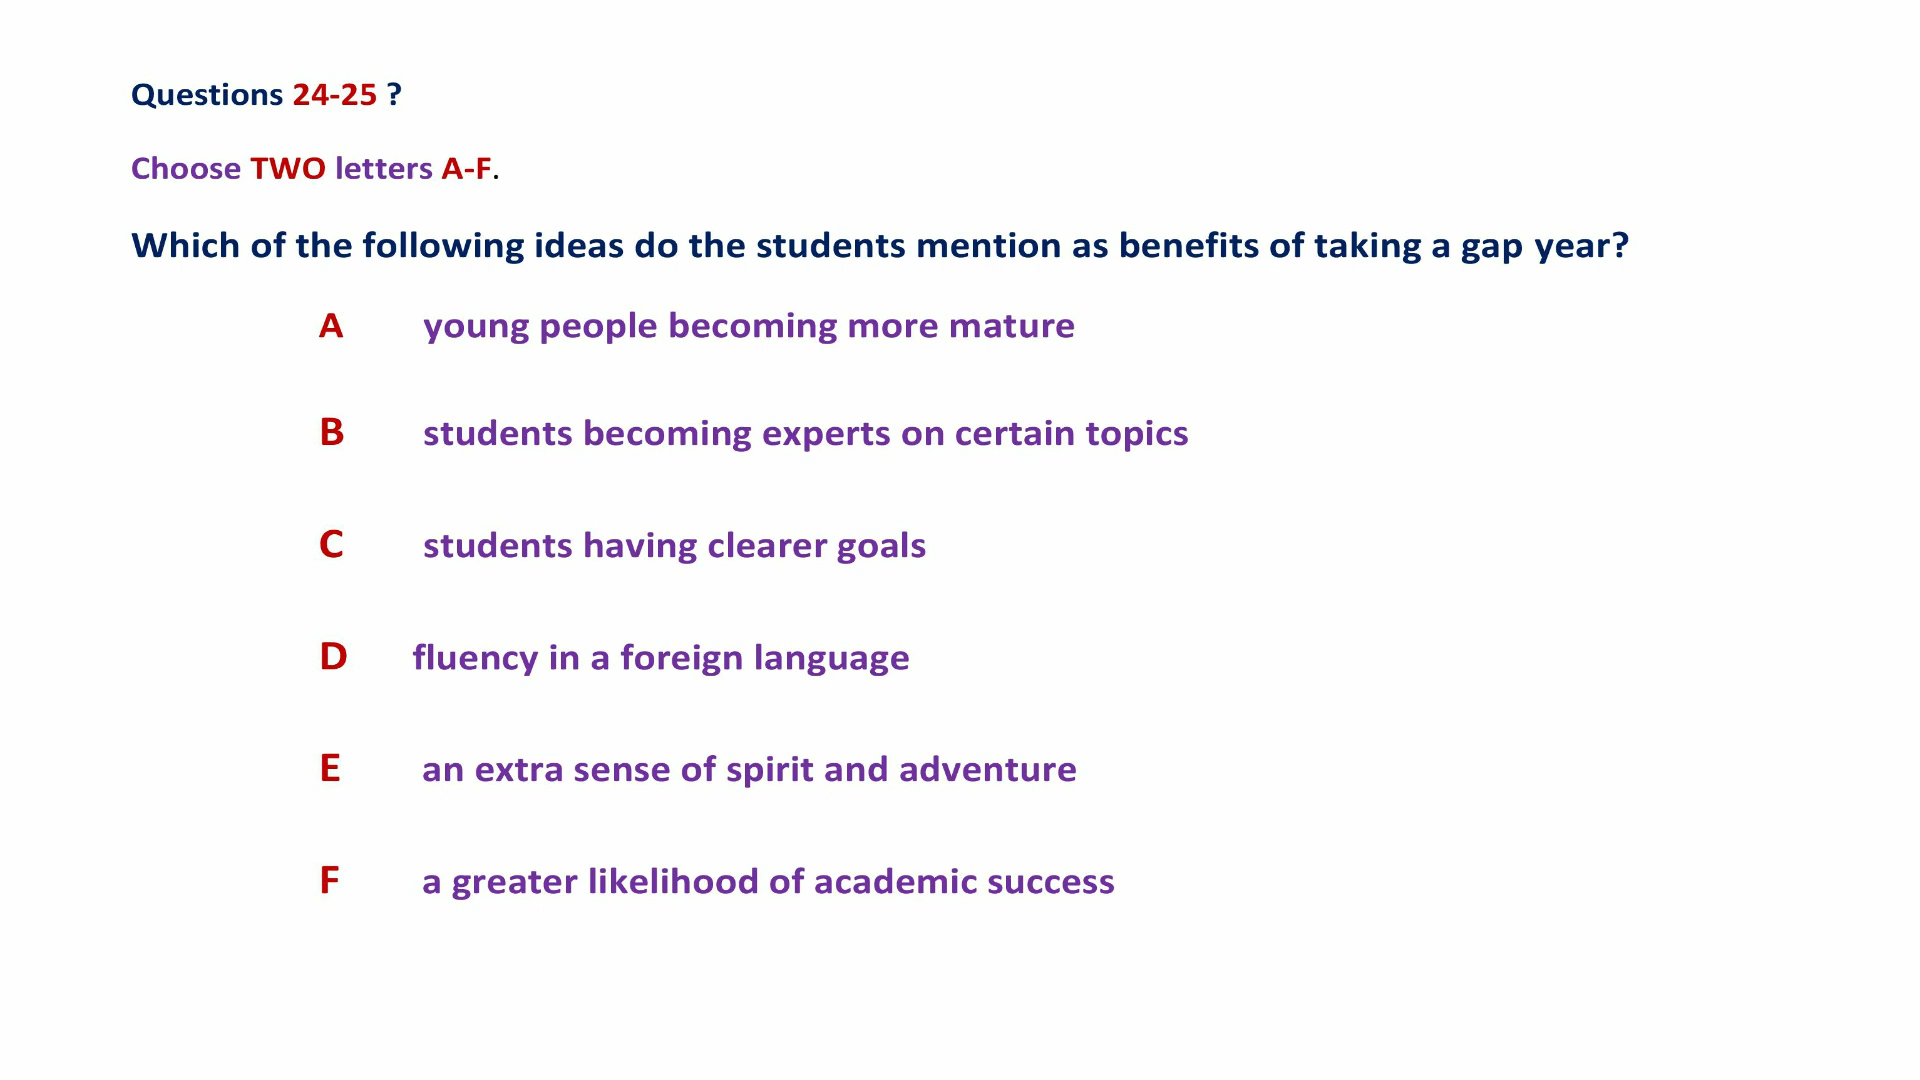 Questions 24-25 ?
Choose TWO letters A-F.
Which of the following ideas do the students mention as benefits of taking a gap year?
A young people becoming more mature
B students becoming experts on certain topics
C students having clearer goals
D fluency in a foreign language
E an extra sense of spirit and adventure
F a greater likelihood of academic success